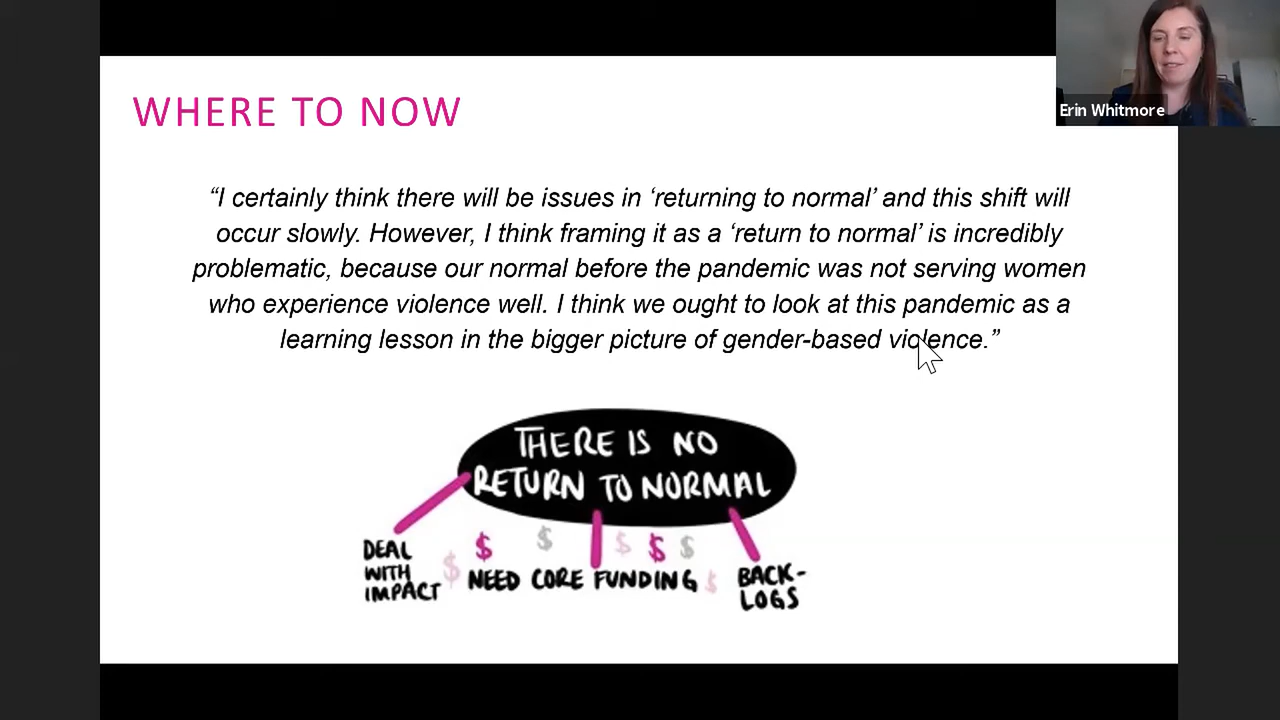 WHERE TO NOW
Erin Whitmore
“I certainly think there will be issues in ‘returning to normal’ and this shift will
occur slowly. However, I think framing it as a ‘return to normal’ is incredibly
problematic, because our normal before the pandemic was not serving women
who experience violence well. I think we ought to look at this pandemic as a
learning lesson in the bigger picture of gender-based violence.”
THERE IS NO
RETURN TO NORMAL
DEAL
WITH
IMPACT
$ $ $ $ $ $ $
NEED CORE FUNDING
BACK-
LOGS